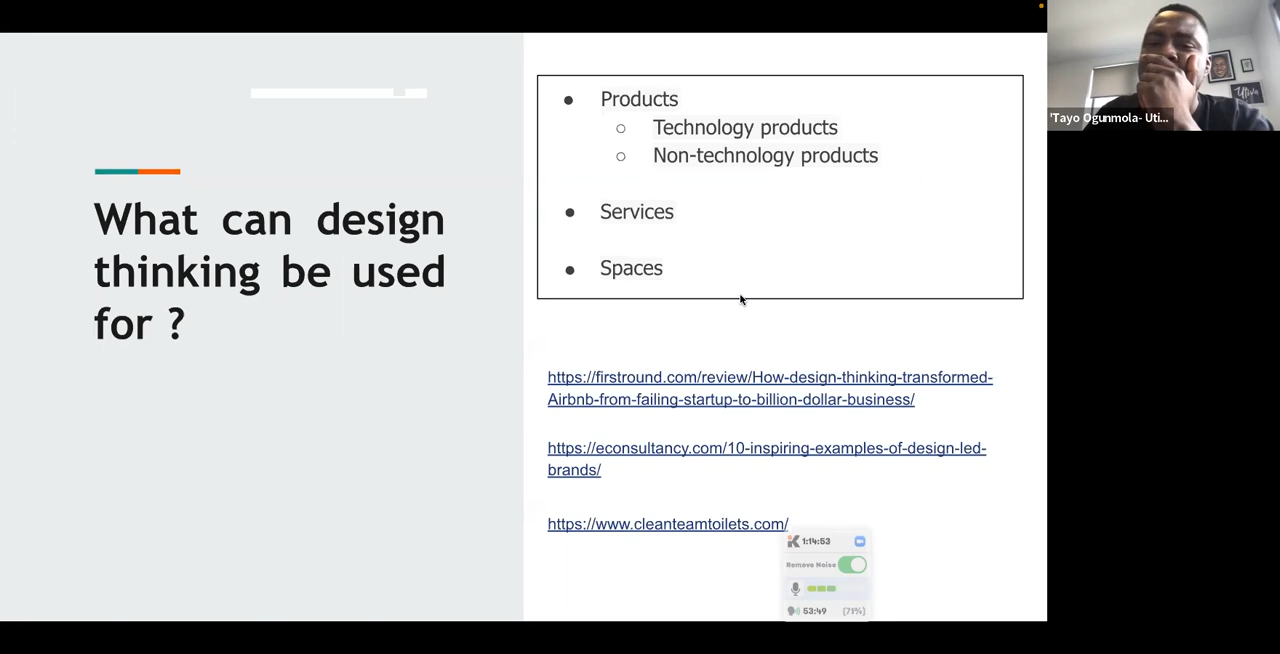 What can design
thinking be used
for ?
Products
Technology products
Non-technology products
Services
Spaces
https://firstround.com/review/How-design-thinking-transformed-
Airbnb-from-failing-startup-to-billion-dollar-business/
https://econsultancy.com/10-inspiring-examples-of-design-led-
brands/
https://www.cleanteamtoilets.com/
1:14:53
Remove Noise
53:49 (71%)
'Tayo Ogunmola- Uti...
Utiva